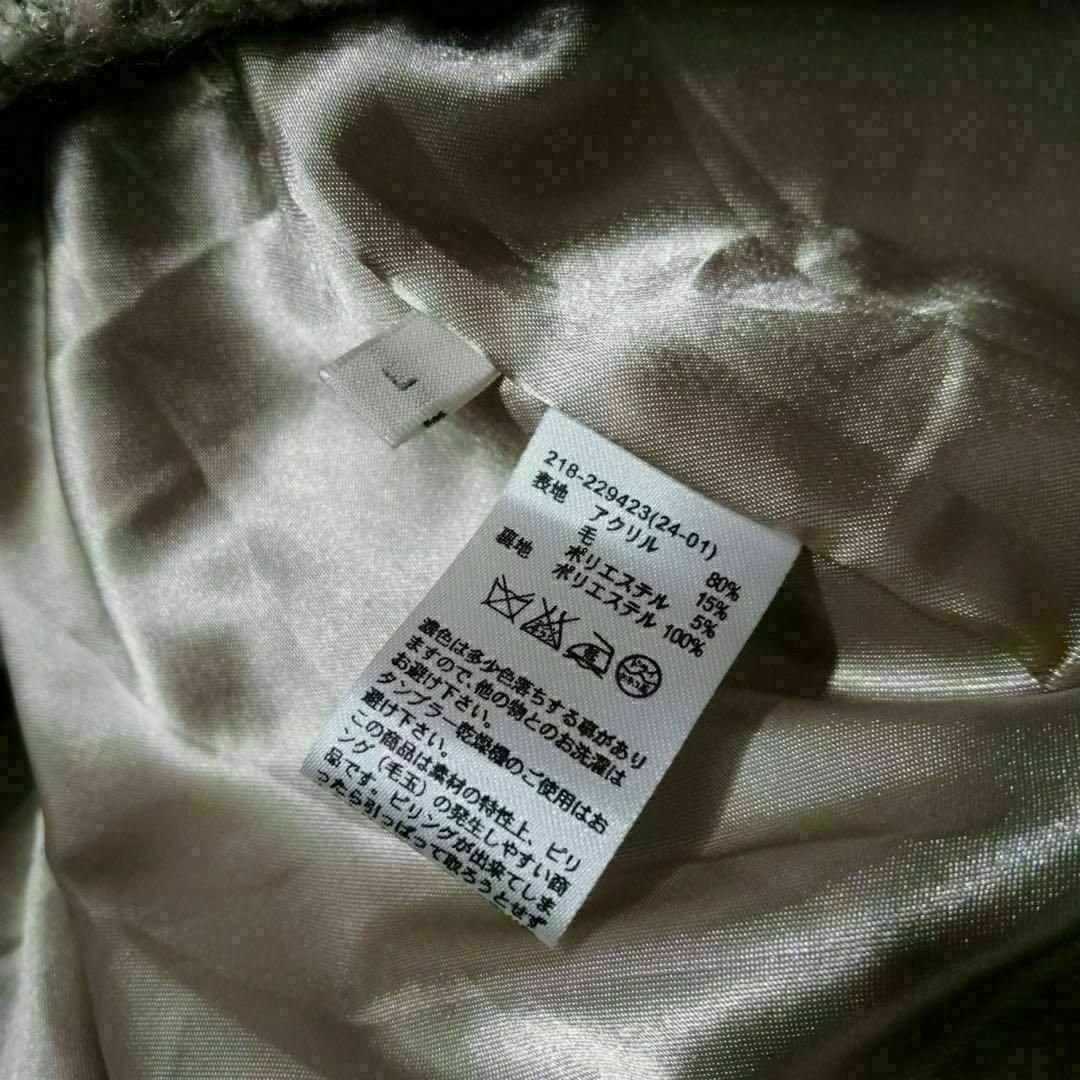 L
218-229423(24-01)
表地 アクリル 80%
毛 15%
ポリエステル 5%
裏地 ポリエステル 100%
ドライ
濃色は多少色落ちする事があり
ますので、他の物とのお洗濯は
お避け下さい。
タンブラー乾燥機のご使用はお
避け下さい。
この商品は素材の特性上、ピリ
ング（毛玉）の発生しやすい商
品です。ピリングが出来てしま
ったら引っぱって取ろうとせず